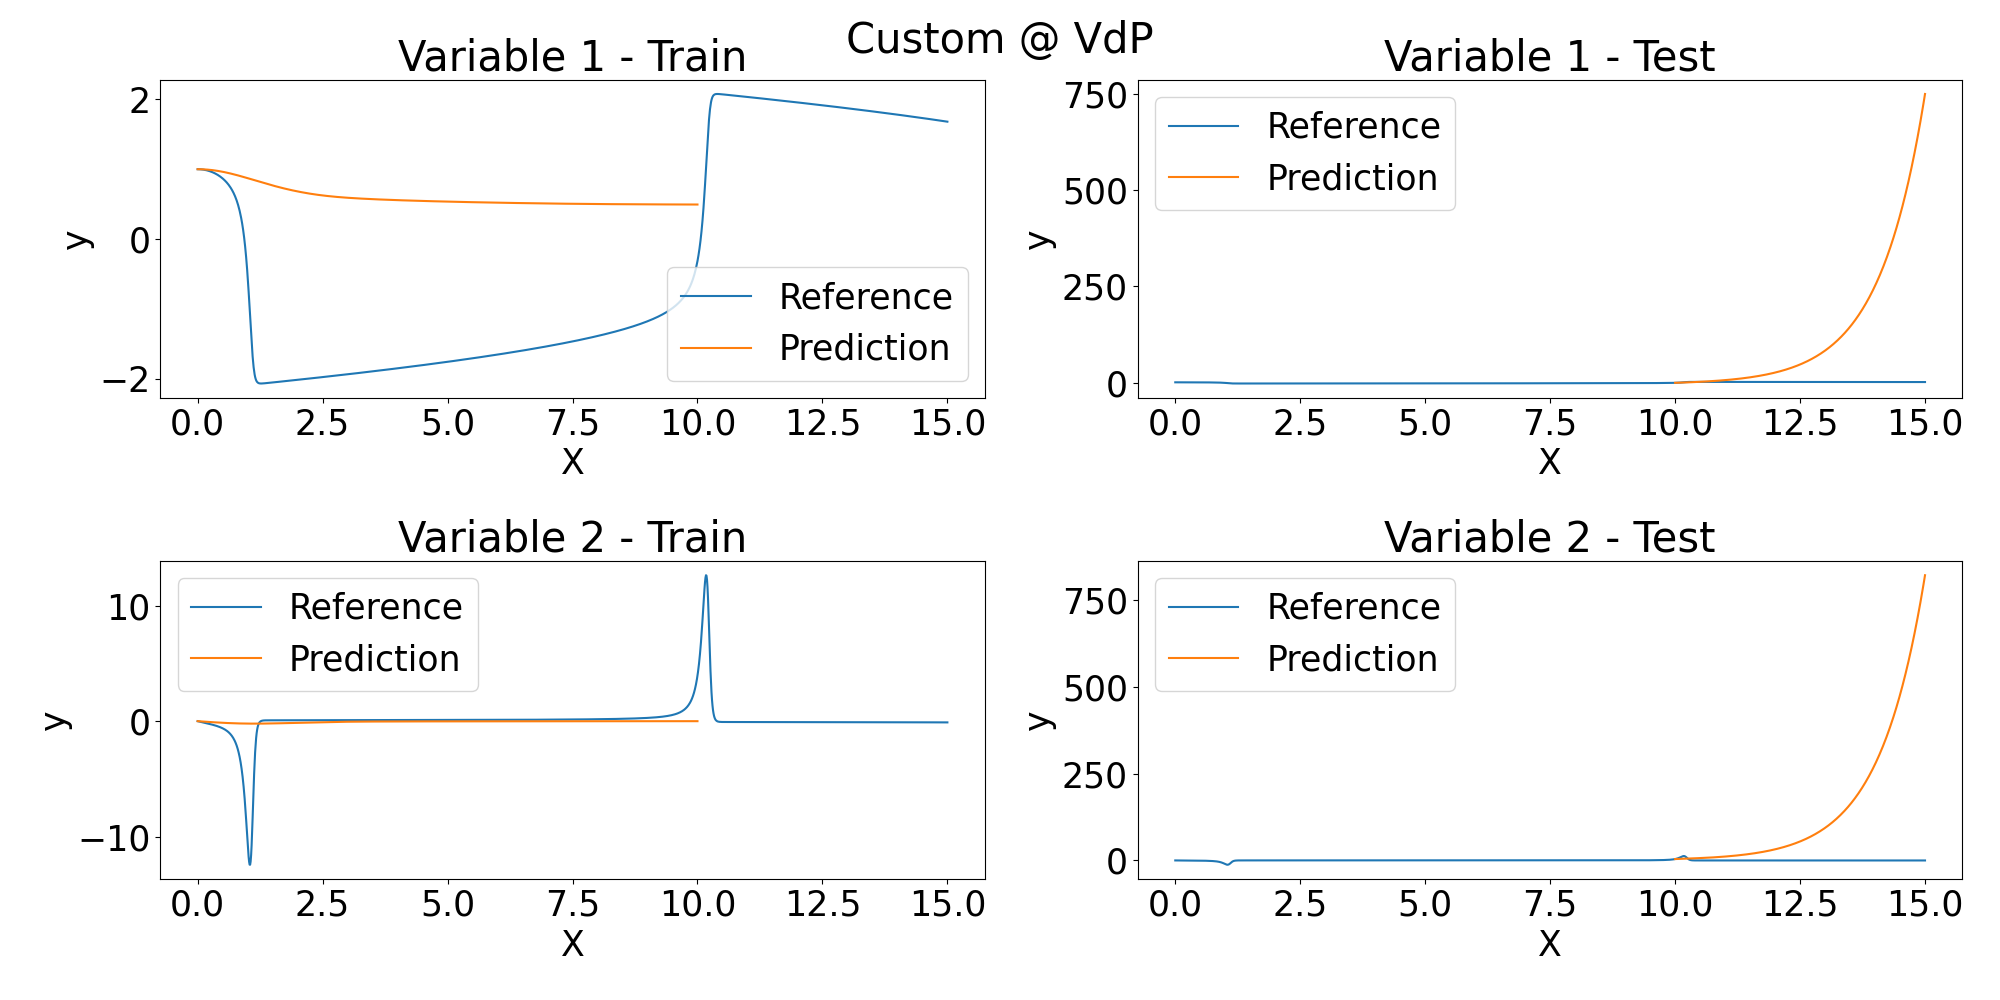 Custom @ VdP
Variable 1 - Train
2
0
−2
y
0.0 2.5 5.0 7.5 10.0 12.5 15.0
X
Reference
Prediction
Variable 1 - Test
750
500
250
0
y
0.0 2.5 5.0 7.5 10.0 12.5 15.0
X
Reference
Prediction
Variable 2 - Train
10
0
−10
y
0.0 2.5 5.0 7.5 10.0 12.5 15.0
X
Reference
Prediction
Variable 2 - Test
750
500
250
0
y
0.0 2.5 5.0 7.5 10.0 12.5 15.0
X
Reference
Prediction